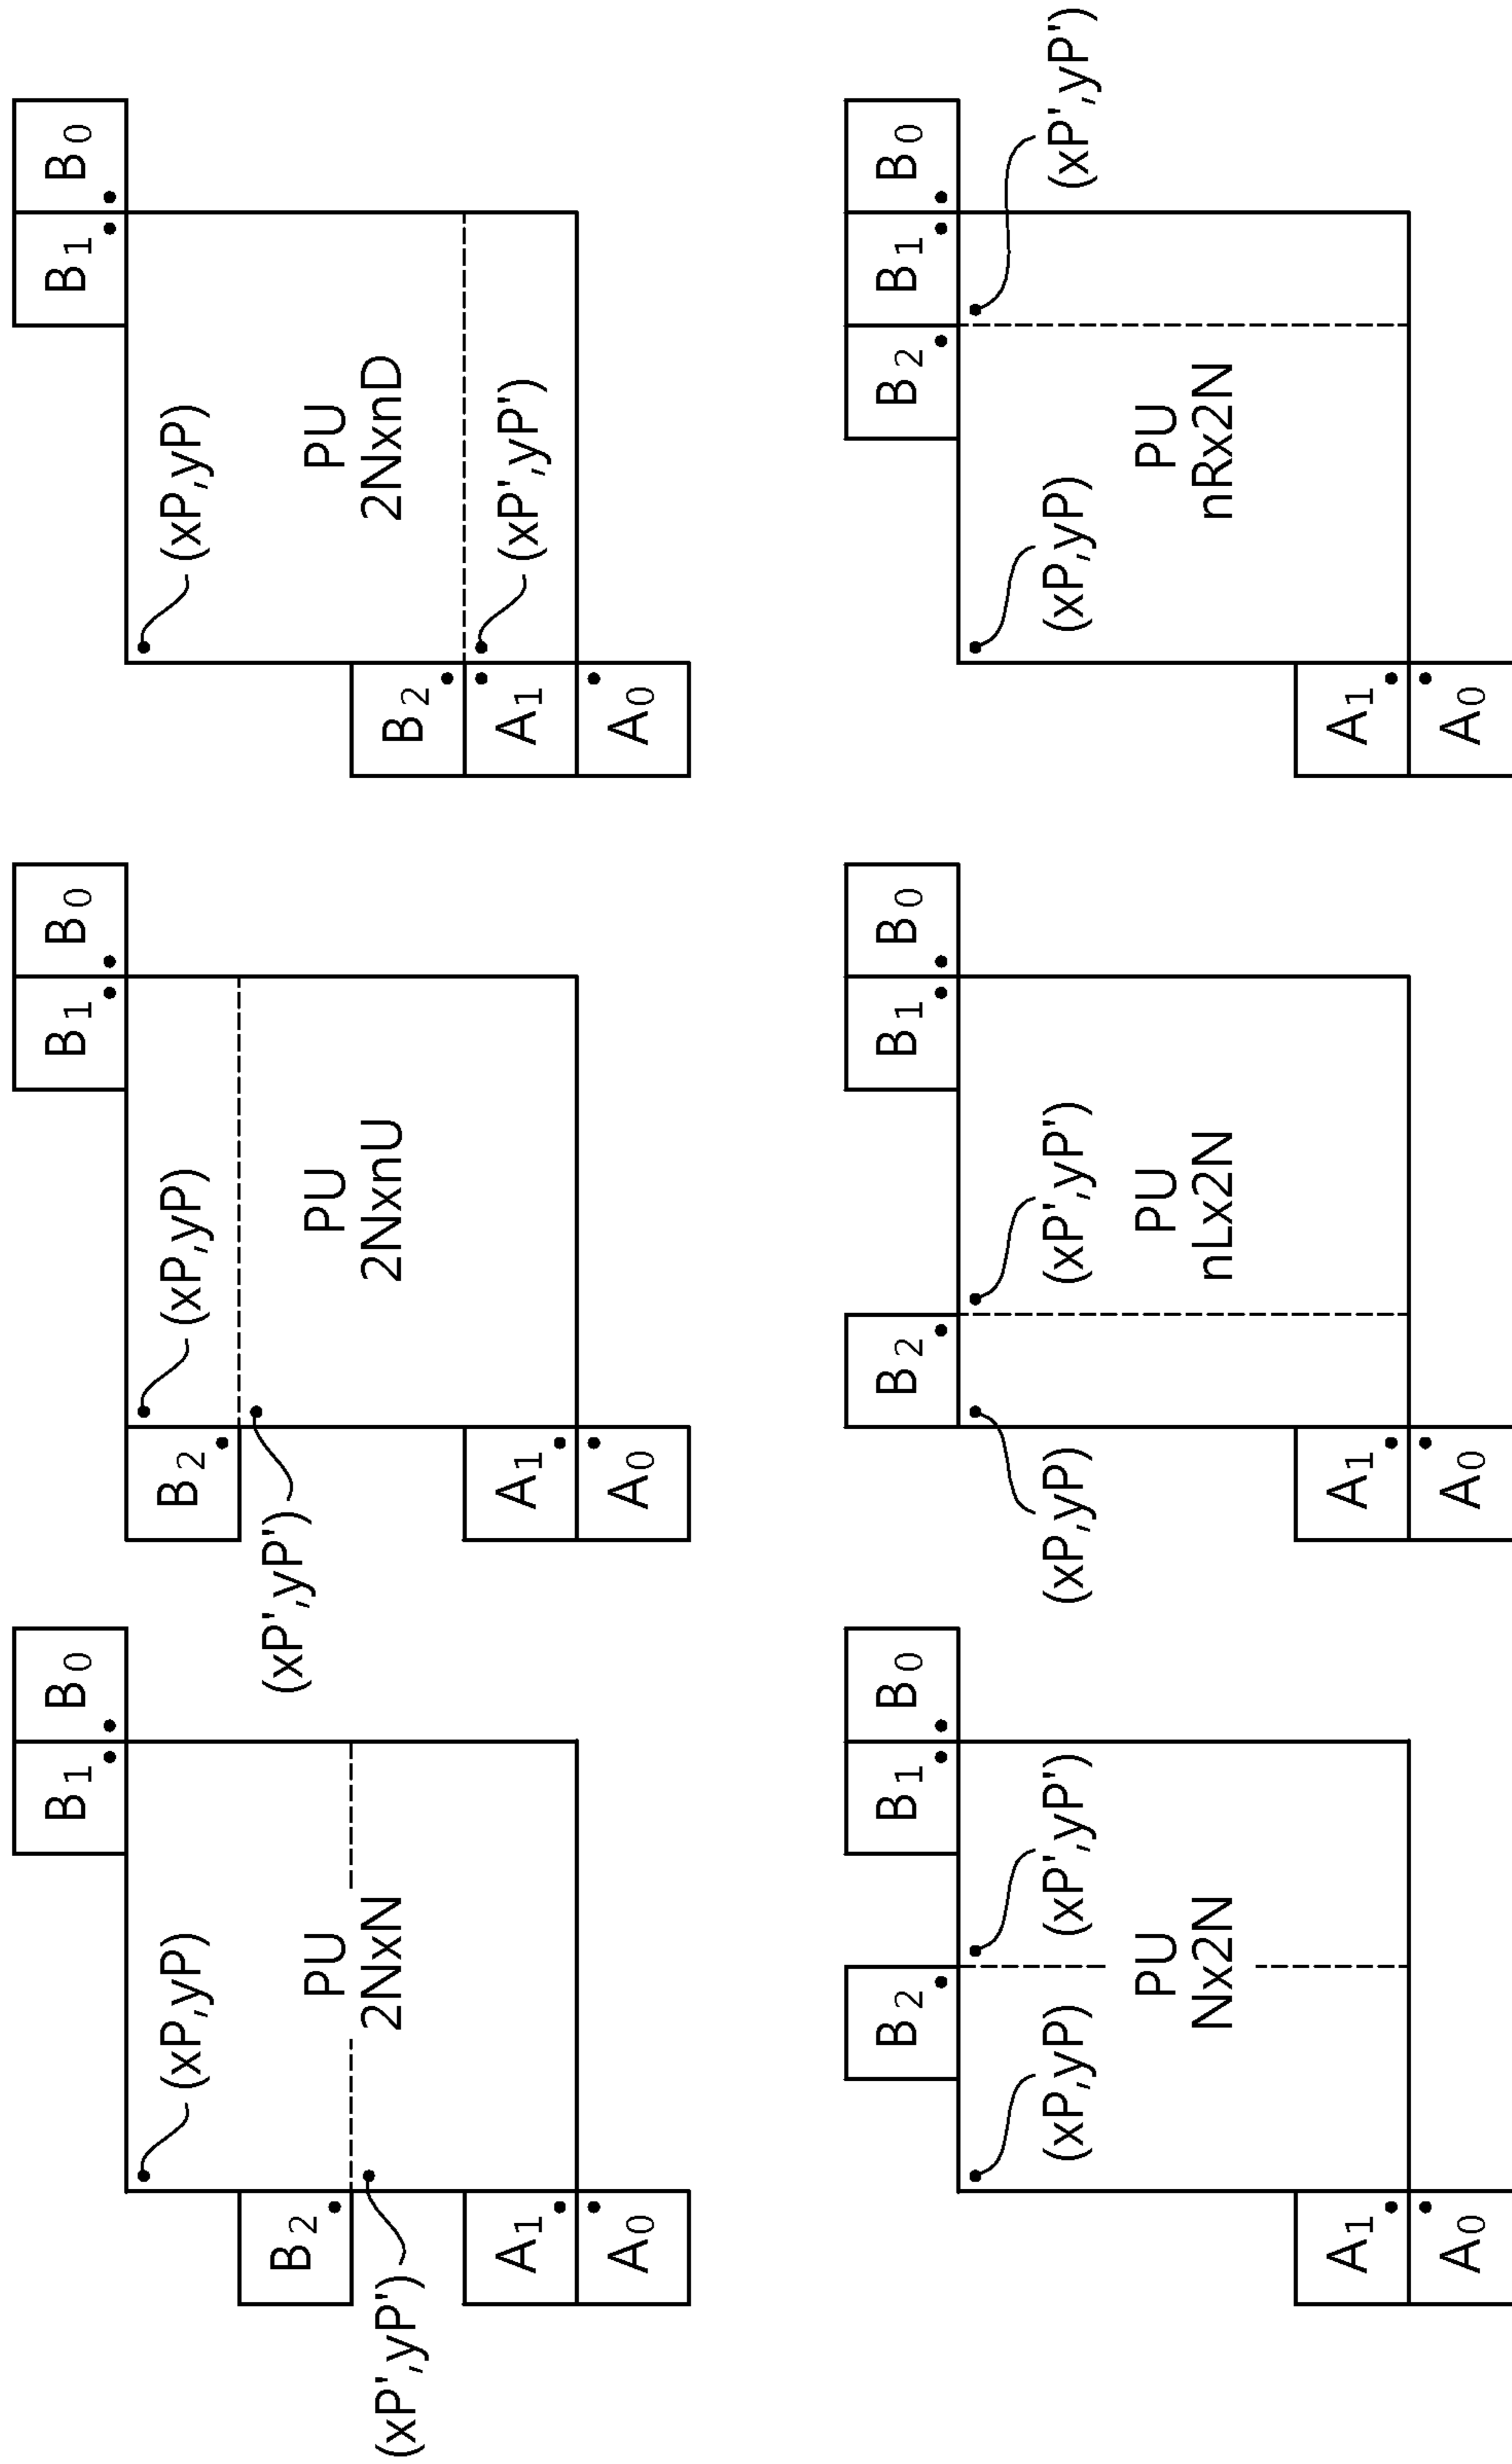 B1
B0
(xP,yP)
B2
PU
2NxN
(xP',yP')
A1
A0
B1
B0
(xP,yP)
B2
(xP',yP')
PU
2NxnU
A1
A0
B1
B0
(xP,yP)
PU
2NxnD
B2
A1
(xP',yP')
A0
B2
B1
B0
(xP,yP)
(xP',yP')
PU
Nx2N
A1
A0
B2
B1
B0
(xP,yP)
(xP',yP')
PU
nLx2N
A1
A0
B2
B1
B0
(xP,yP)
(xP',yP')
PU
nRx2N
A1
A0